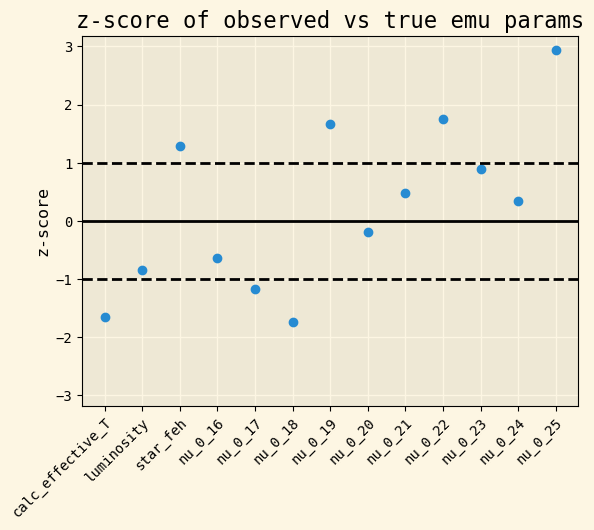 z-score of observed vs true emu params
z-score
3
2
1
0
−1
−2
−3
calc_effective_T
luminosity
star_feh
nu_0_16
nu_0_17
nu_0_18
nu_0_19
nu_0_20
nu_0_21
nu_0_22
nu_0_23
nu_0_24
nu_0_25